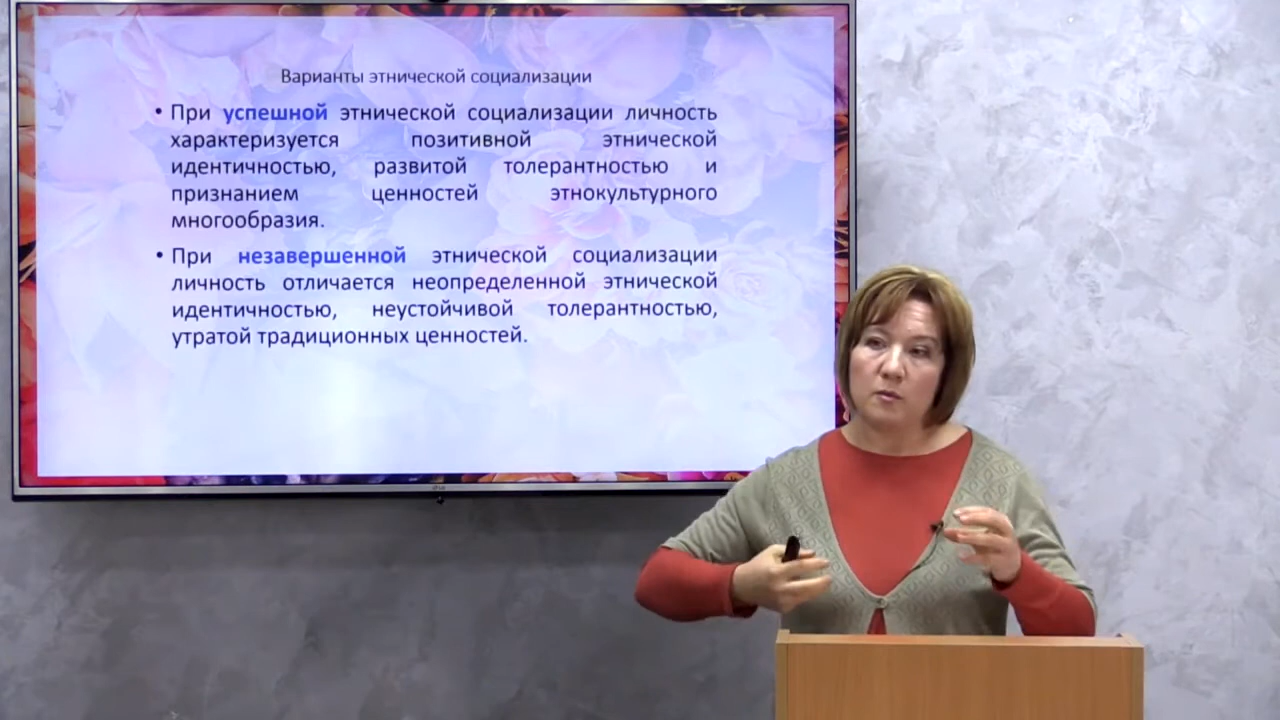 Варианты этнической социализации
• При успешной этнической социализации личность
характеризуется позитивной этнической
идентичностью, развитой толерантностью и
признанием ценностей этнокультурного
многообразия.
• При незавершенной этнической социализации
личность отличается неопределенной этнической
идентичностью, неустойчивой толерантностью,
утратой традиционных ценностей.